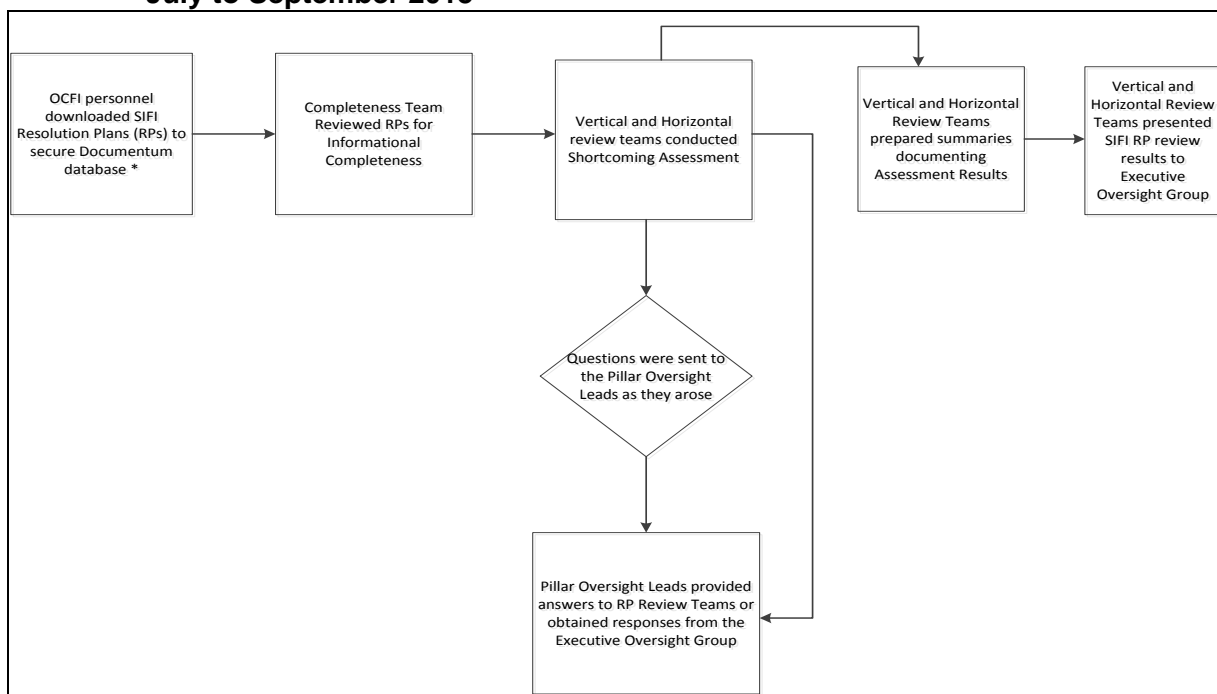 July to September 2015
OCFI personnel
downloaded SIFI
Resolution Plans (RPs) to
secure Documentum
database *
Completeness Team
Reviewed RPs for
Informational
Completeness
Vertical and Horizontal
review teams conducted
Shortcoming Assessment
Vertical and Horizontal
Review Teams
prepared summaries
documenting
Assessment Results
Vertical and
Horizontal Review
Teams presented
SIFI RP review
results to
Executive
Oversight Group
Questions were sent to
the Pillar Oversight
Leads as they arose
Pillar Oversight Leads provided
answers to RP Review Teams or
obtained responses from the
Executive Oversight Group